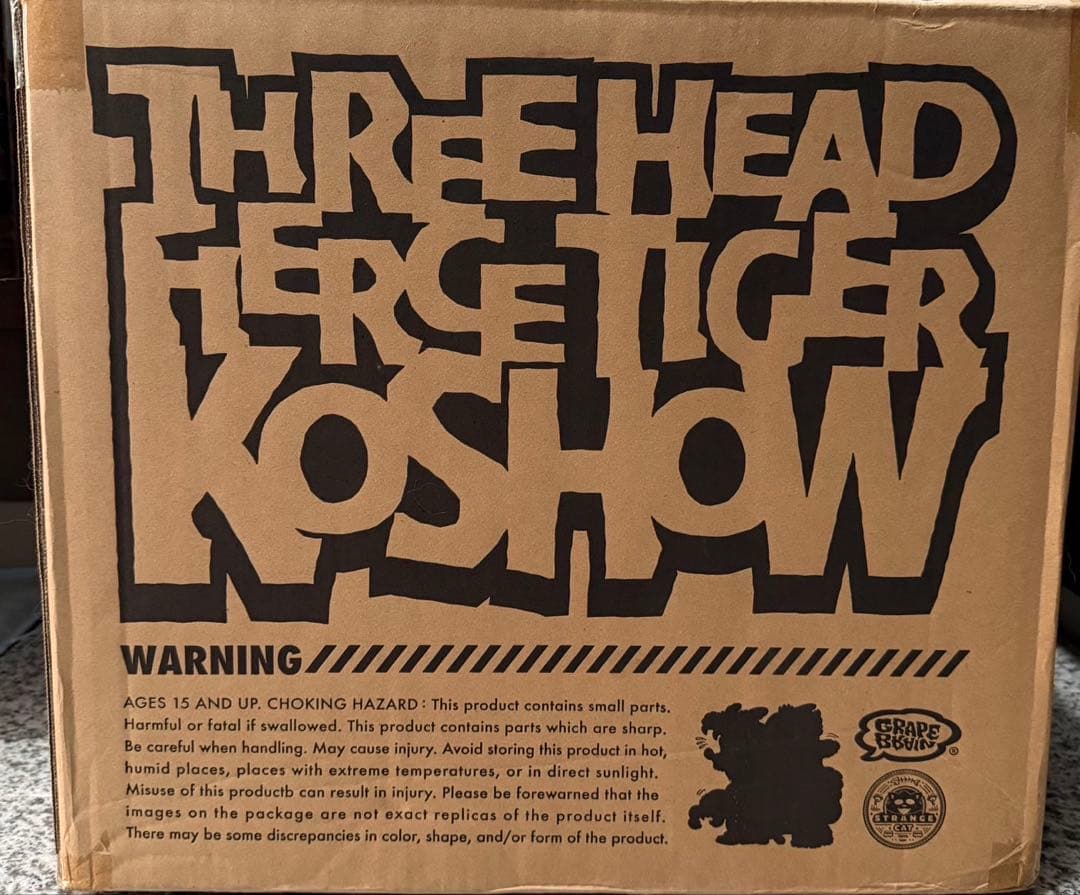 THREE HEAD
FIERCE TIGER
KOSHOW
WARNING
AGES 15 AND UP. CHOKING HAZARD: This product contains small parts.
Harmful or fatal if swallowed. This product contains parts which are sharp.
Be careful when handling. May cause injury. Avoid storing this product in hot,
humid places, places with extreme temperatures, or in direct sunlight.
Misuse of this productb can result in injury. Please be forewarned that the
images on the package are not exact replicas of the product itself.
There may be some discrepancies in color, shape, and/or form of the product.
GRAPE
BRAIN®
STRANGE
CAT